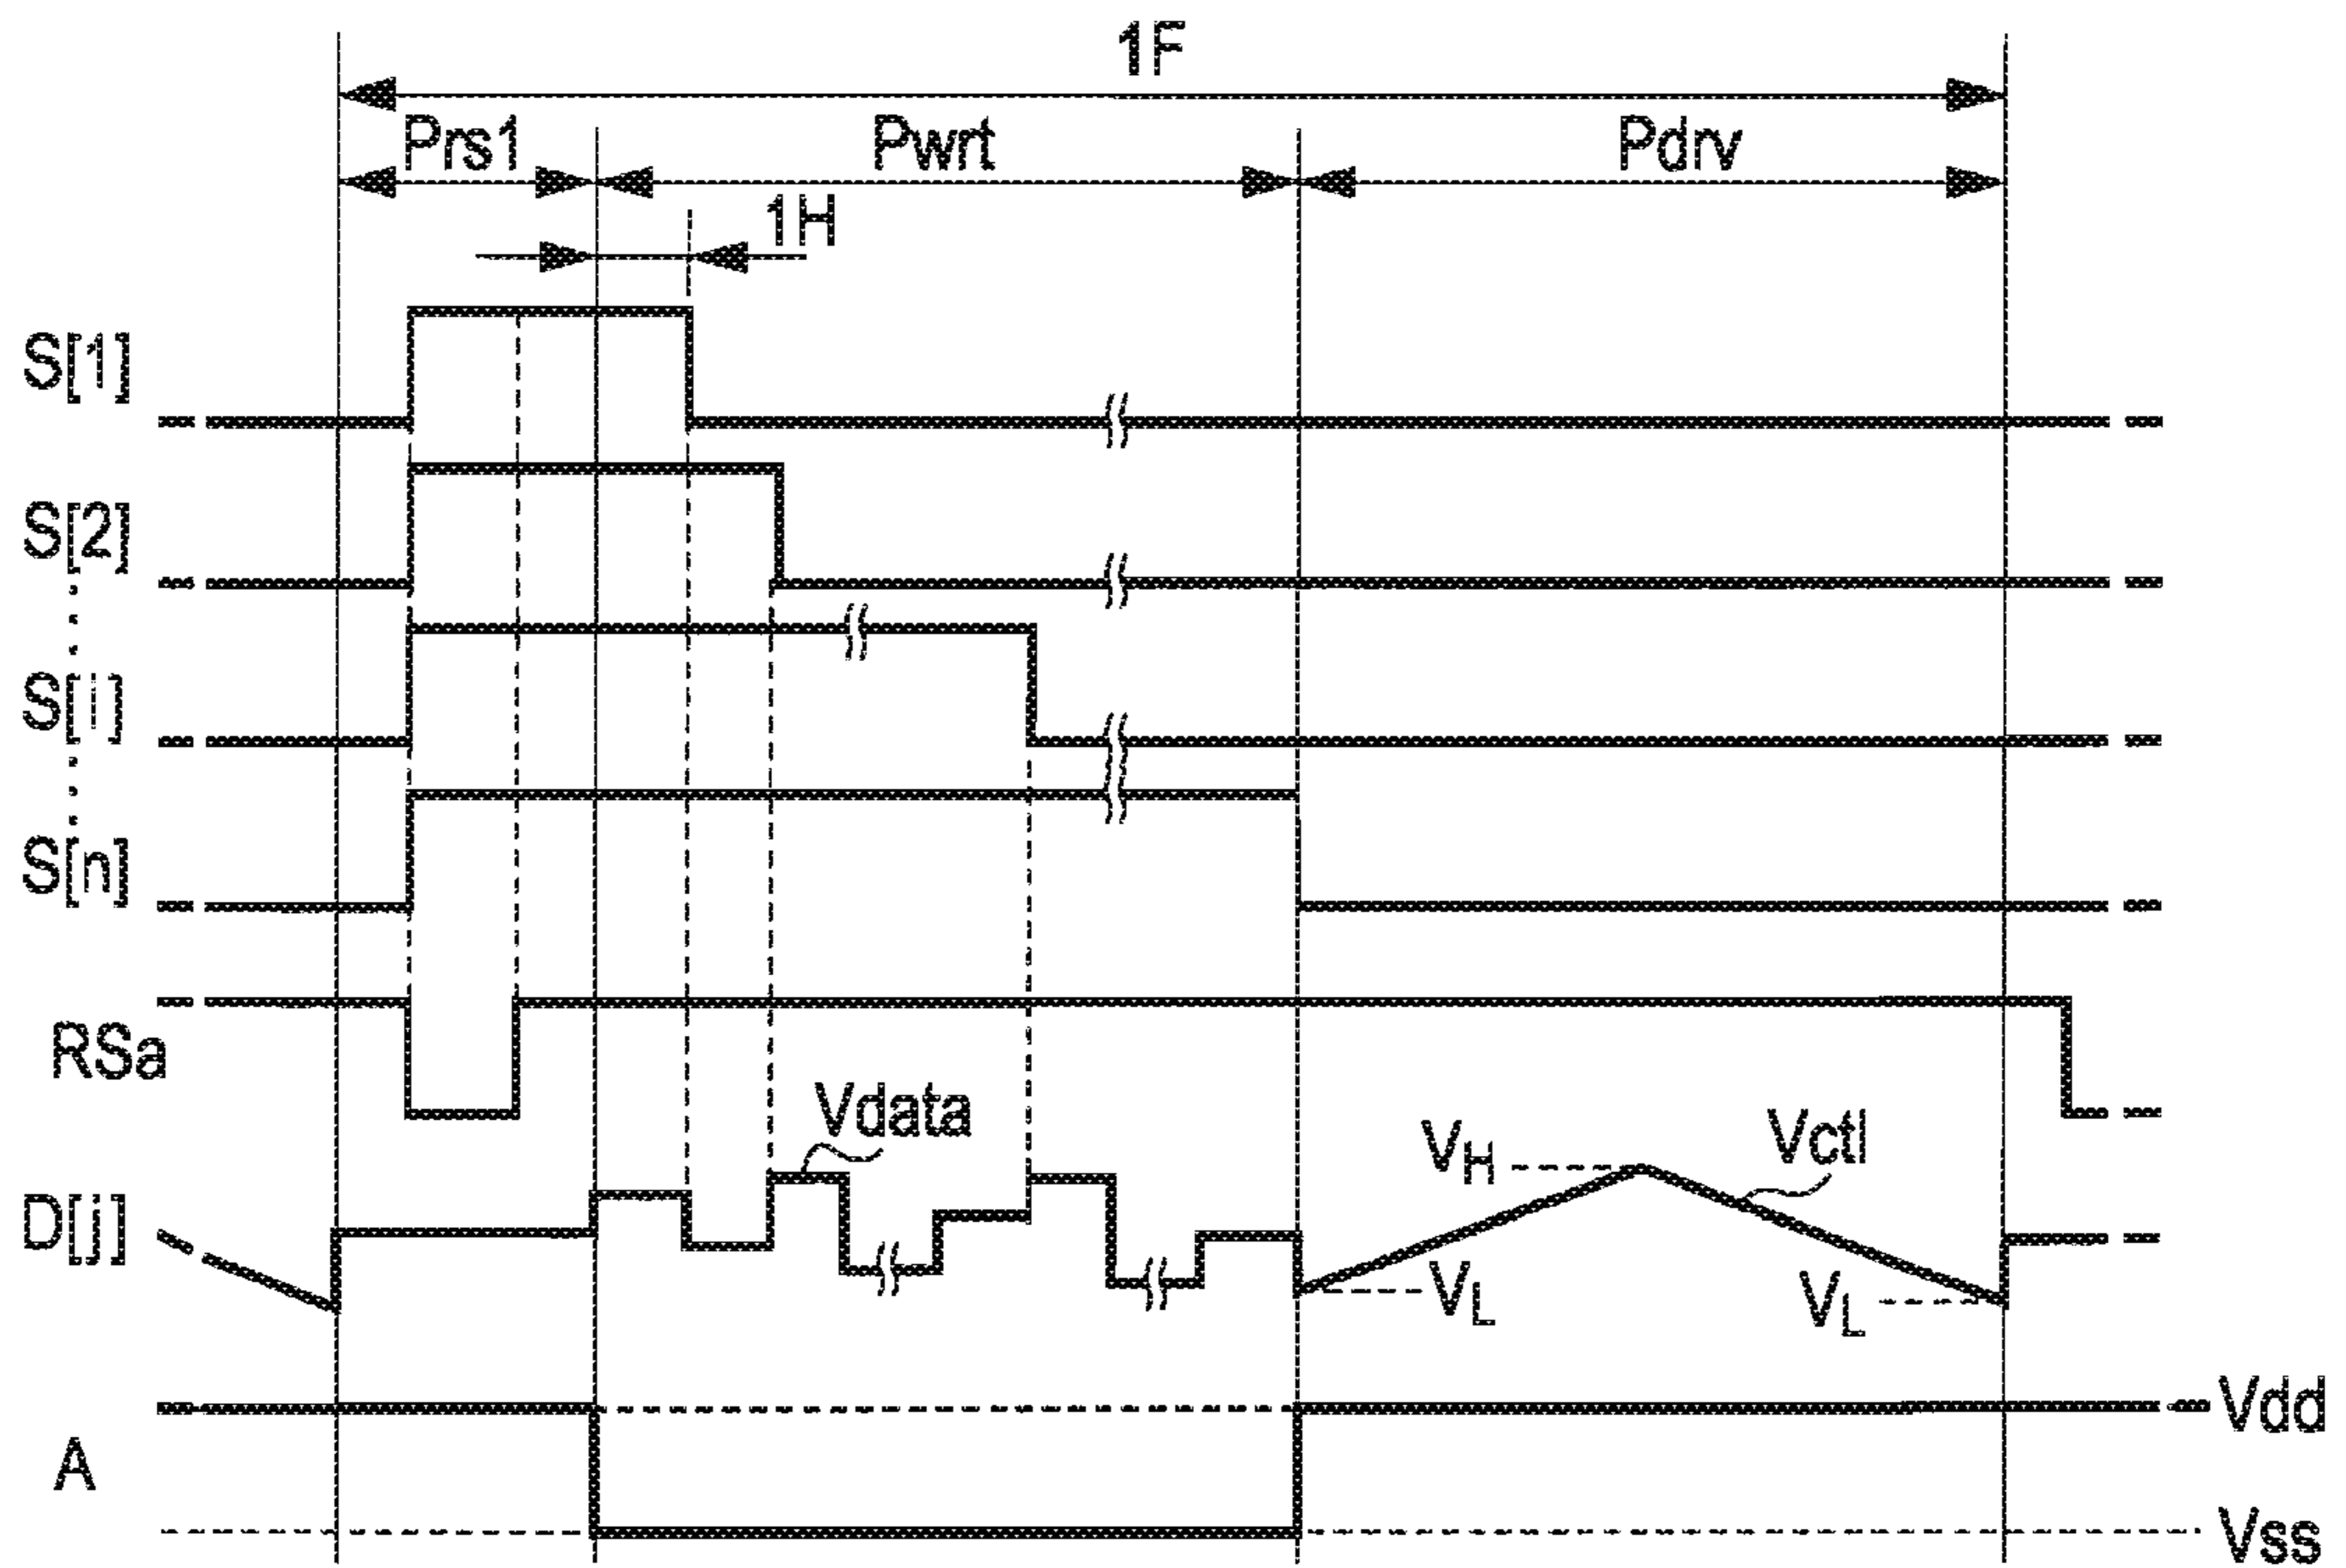 1F
Prs1 Pwrt Pdrv
1H
S[1]
S[2]
S[i]
S[n]
RSa
Vdata
VH
Vctl
D[j]
VL
VL
Vdd
A
Vss